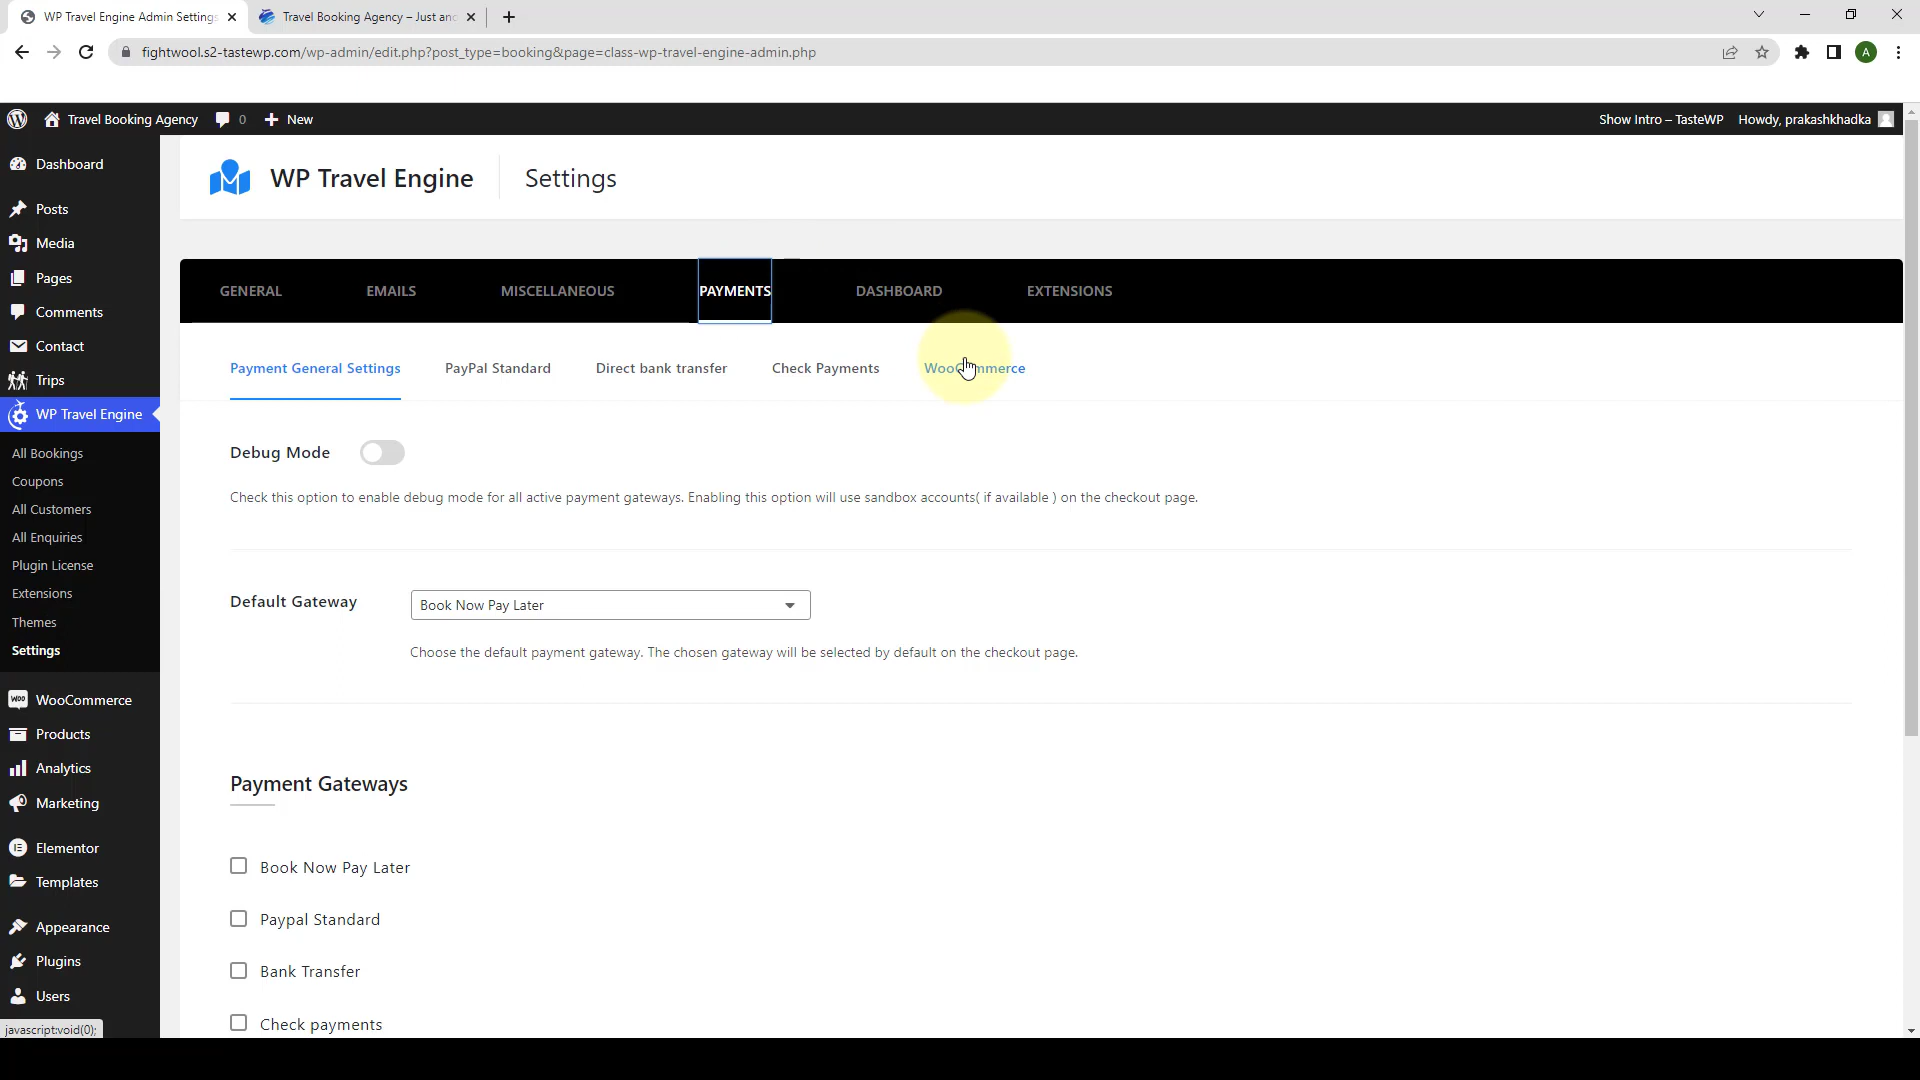 WP Travel Engine Admin Settings
Travel Booking Agency – Just anc
fightwool.s2-tastewp.com/wp-admin/edit.php?post_type=booking&page=class-wp-travel-engine-admin.php
A
Travel Booking Agency
0
New
Show Intro – TasteWP
Howdy, prakashkhadka
Dashboard
Posts
Media
Pages
Comments
Contact
Trips
WP Travel Engine
All Bookings
Coupons
All Customers
All Enquiries
Plugin License
Extensions
Themes
Settings
WooCommerce
Products
Analytics
Marketing
Elementor
Templates
Appearance
Plugins
Users
javascript:void(0);
WP Travel Engine
Settings
GENERAL
EMAILS
MISCELLANEOUS
PAYMENTS
DASHBOARD
EXTENSIONS
Payment General Settings
PayPal Standard
Direct bank transfer
Check Payments
WooCommerce
Debug Mode
Check this option to enable debug mode for all active payment gateways. Enabling this option will use sandbox accounts( if available ) on the checkout page.
Default Gateway
Book Now Pay Later
Choose the default payment gateway. The chosen gateway will be selected by default on the checkout page.
Payment Gateways
Book Now Pay Later
Paypal Standard
Bank Transfer
Check payments